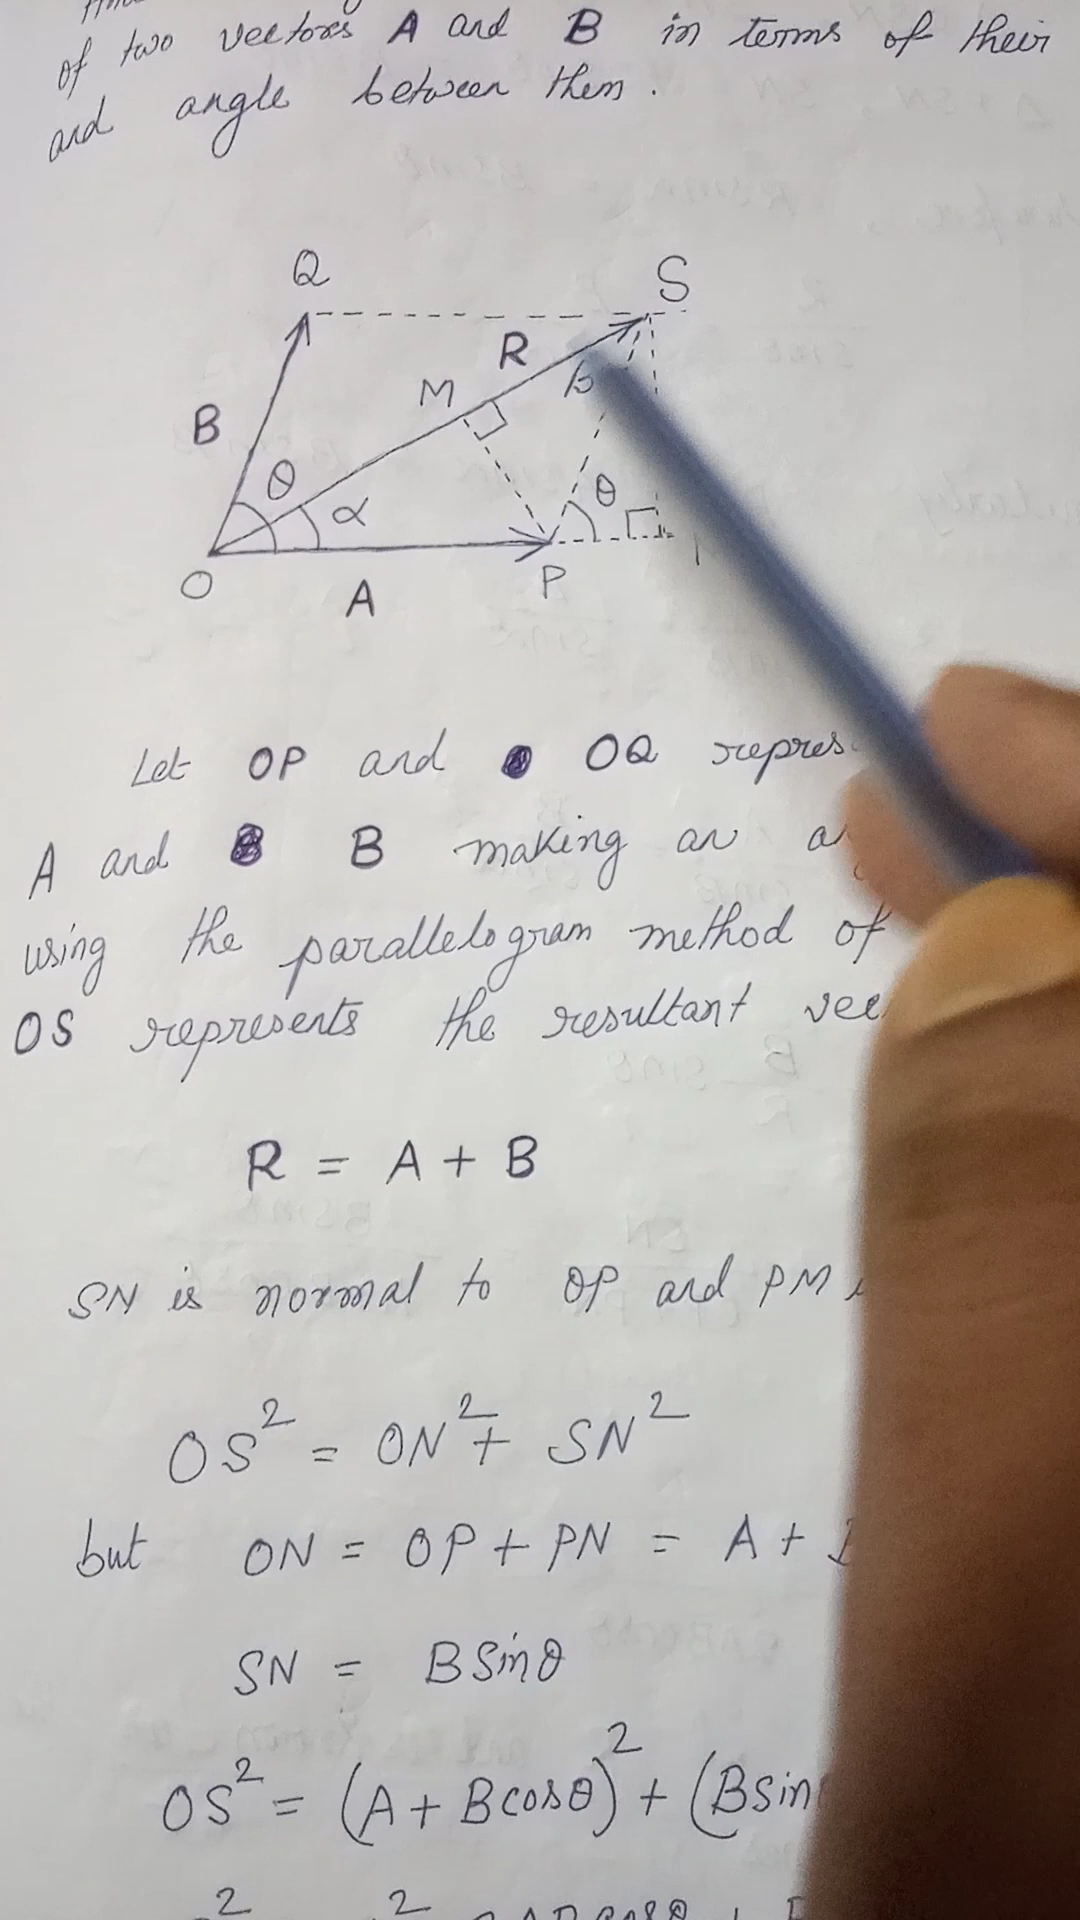 of two vectors A and B in terms of their
and angle between them.
Q
S
R
M
B
θ
α
θ
O
A
P
Let OP and OQ repres
A and B making an
using the parallelogram method of
OS represents the resultant vec
R = A + B
SN is normal to OP and PM
OS² = ON² + SN²
but ON = OP + PN = A +
SN = B Sinθ
OS² = (A + B cosθ)² + (B sin